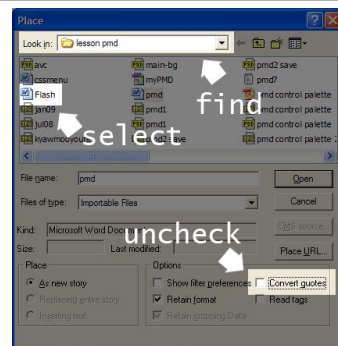 Place
Look in: lesson pmd
avc main-bg pmd2 save
cssmenu myPMD pmd7
Flash pmd pmd control palette
jan09 pmd1 pmd control palette
jul08 pmd1 pmd control palette
find
select
File name: pmd Open
Files of type: Importable Files Cancel
Kind: Microsoft Word Document CMS source...
uncheck
Size: Last modified: Place URL...
Place Options
As new story Show filter preferences Convert quotes
Replacing entire story Retain format Read tags
Inserting text Retain cropping Data